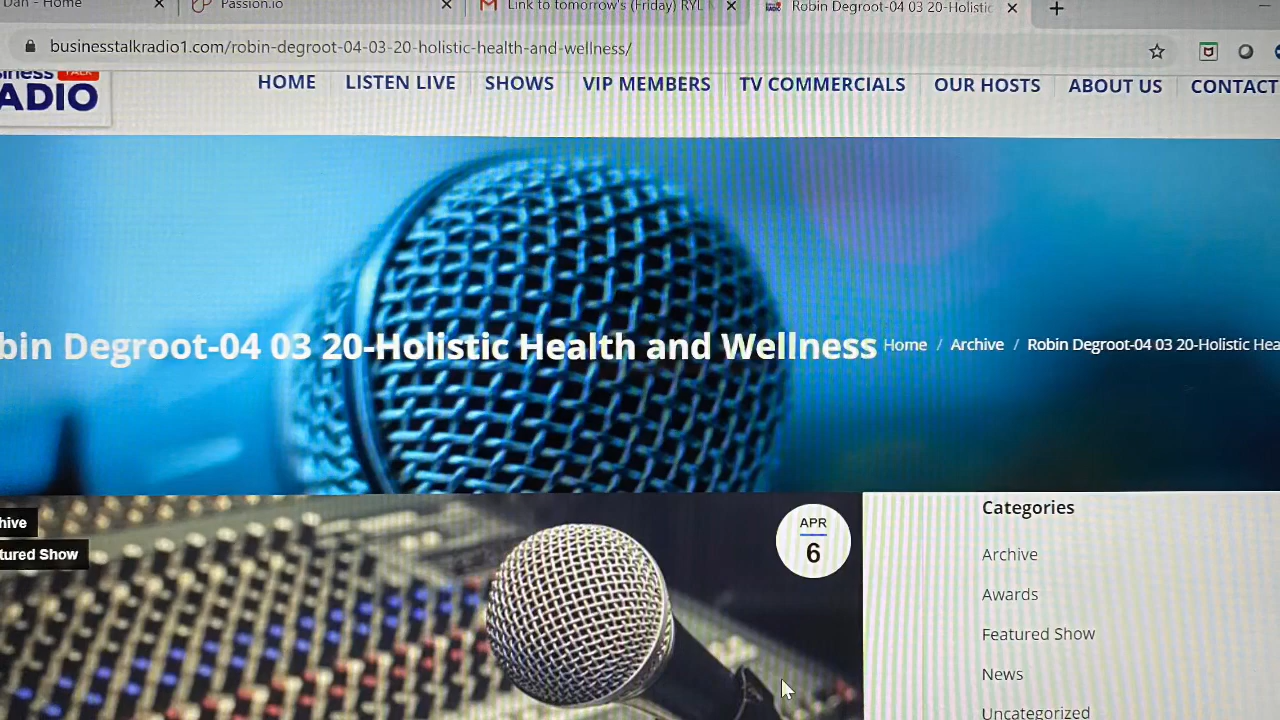 Dan - Home
Passion.io
Link to tomorrow's (Friday) RYL M
Robin Degroot-04 03 20-Holistic
businesstalkradio1.com/robin-degroot-04-03-20-holistic-health-and-wellness/
iness TALK
ADIO
HOME LISTEN LIVE SHOWS VIP MEMBERS TV COMMERCIALS OUR HOSTS ABOUT US CONTACT
bin Degroot-04 03 20-Holistic Health and Wellness Home / Archive / Robin Degroot-04 03 20-Holistic Hea
hive
tured Show
APR
6
Categories
Archive
Awards
Featured Show
News
Uncategorized